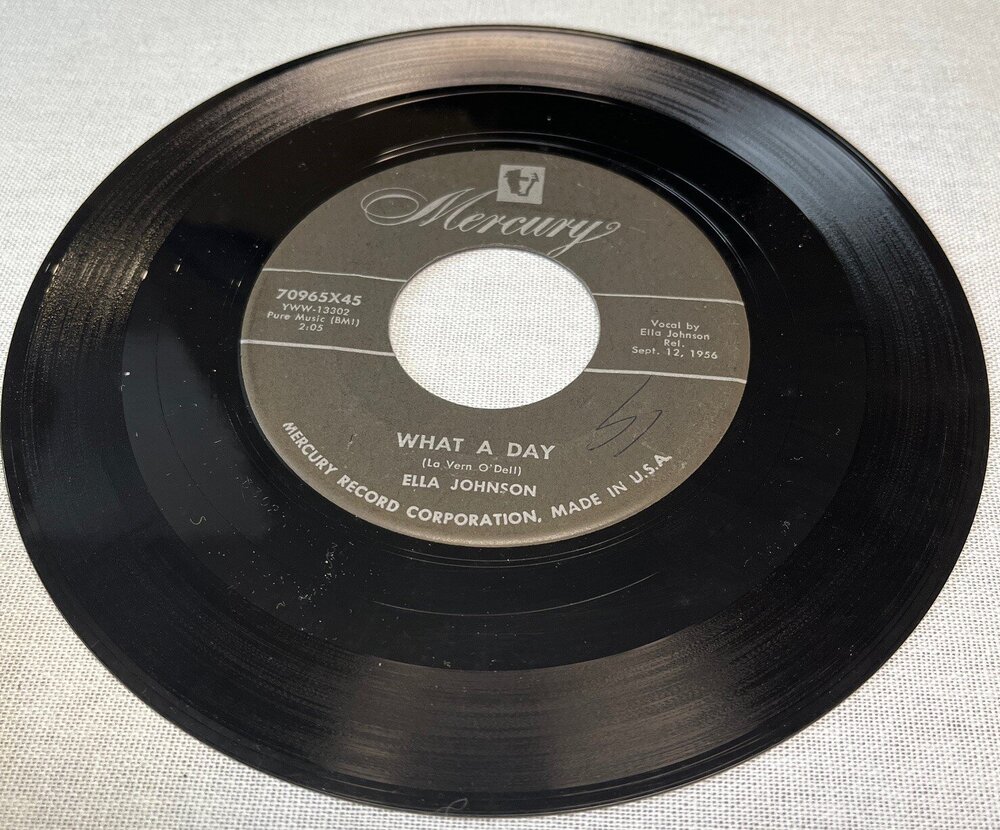 Mercury
70965X45
YWW-13302
Pure Music (BMI)
2:05
Vocal by
Ella Johnson
Rel.
Sept. 12, 1956
WHAT A DAY
(La Vern O'Dell)
ELLA JOHNSON
MERCURY RECORD CORPORATION, MADE IN U.S.A.